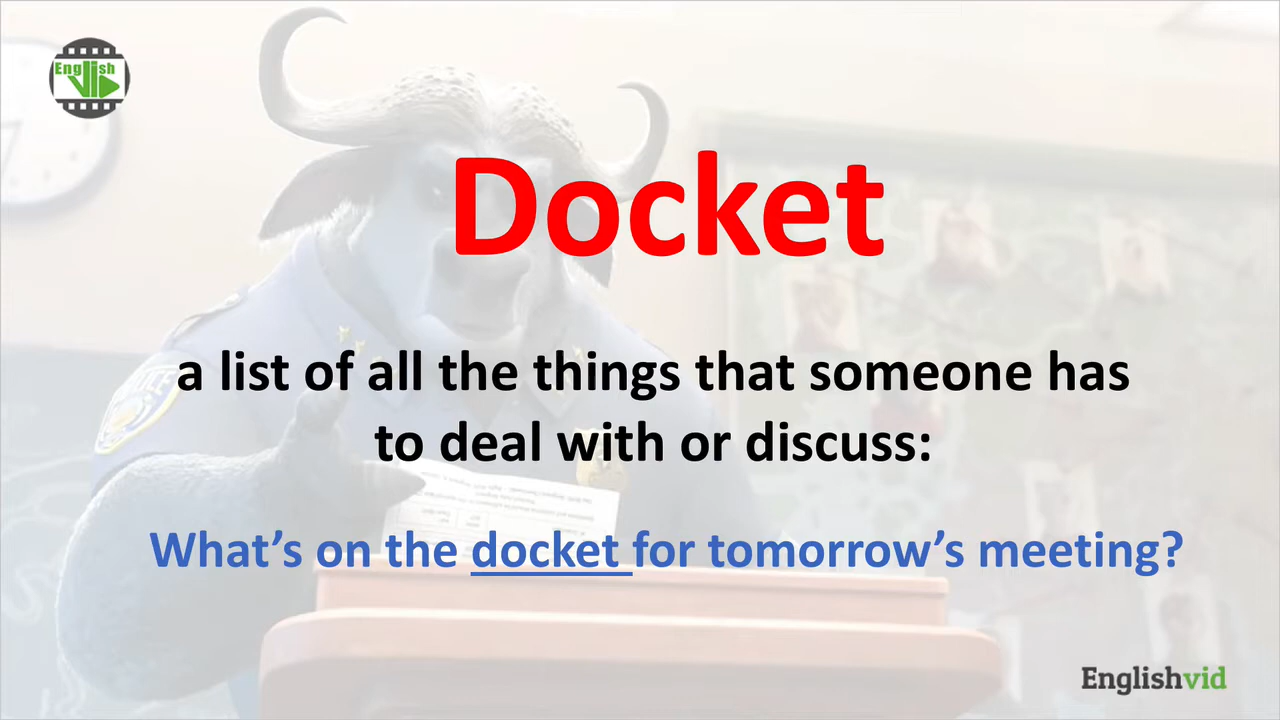 English
Docket
a list of all the things that someone has
to deal with or discuss:
What's on the docket for tomorrow's meeting?
Englishvid